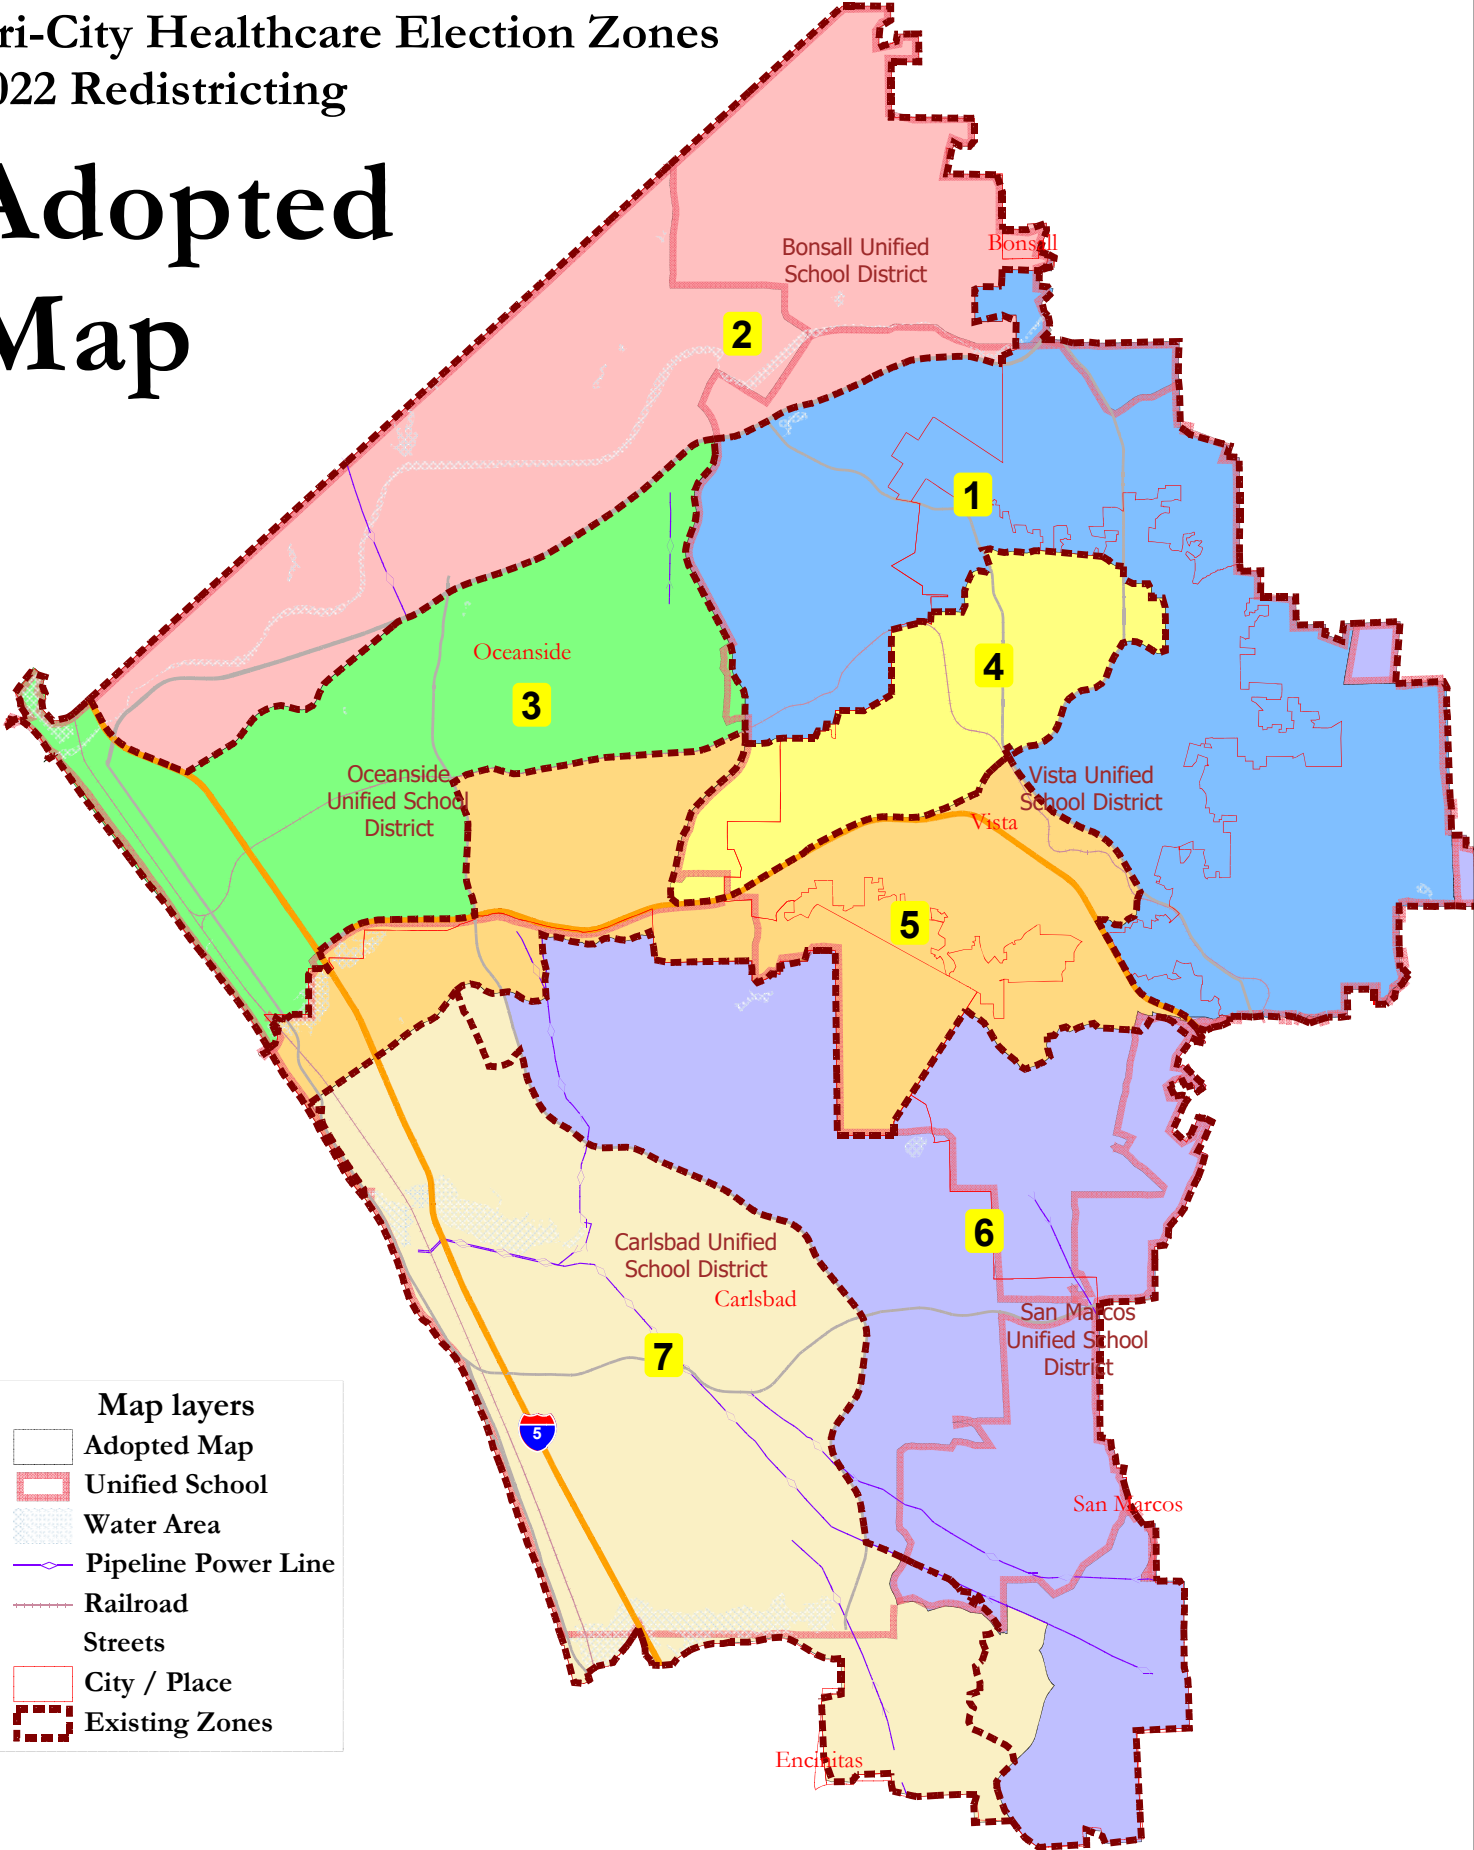 ri-City Healthcare Election Zones
022 Redistricting
Adopted
Map
Bonsall Unified
School District
Bonsall
2
1
4
Oceanside
3
Oceanside
Unified School
District
Vista Unified
School District
Vista
5
6
Carlsbad Unified
School District
Carlsbad
San Marcos
Unified School
District
7
5
San Marcos
Encinitas
Map layers
Adopted Map
Unified School
Water Area
Pipeline Power Line
Railroad
Streets
City / Place
Existing Zones